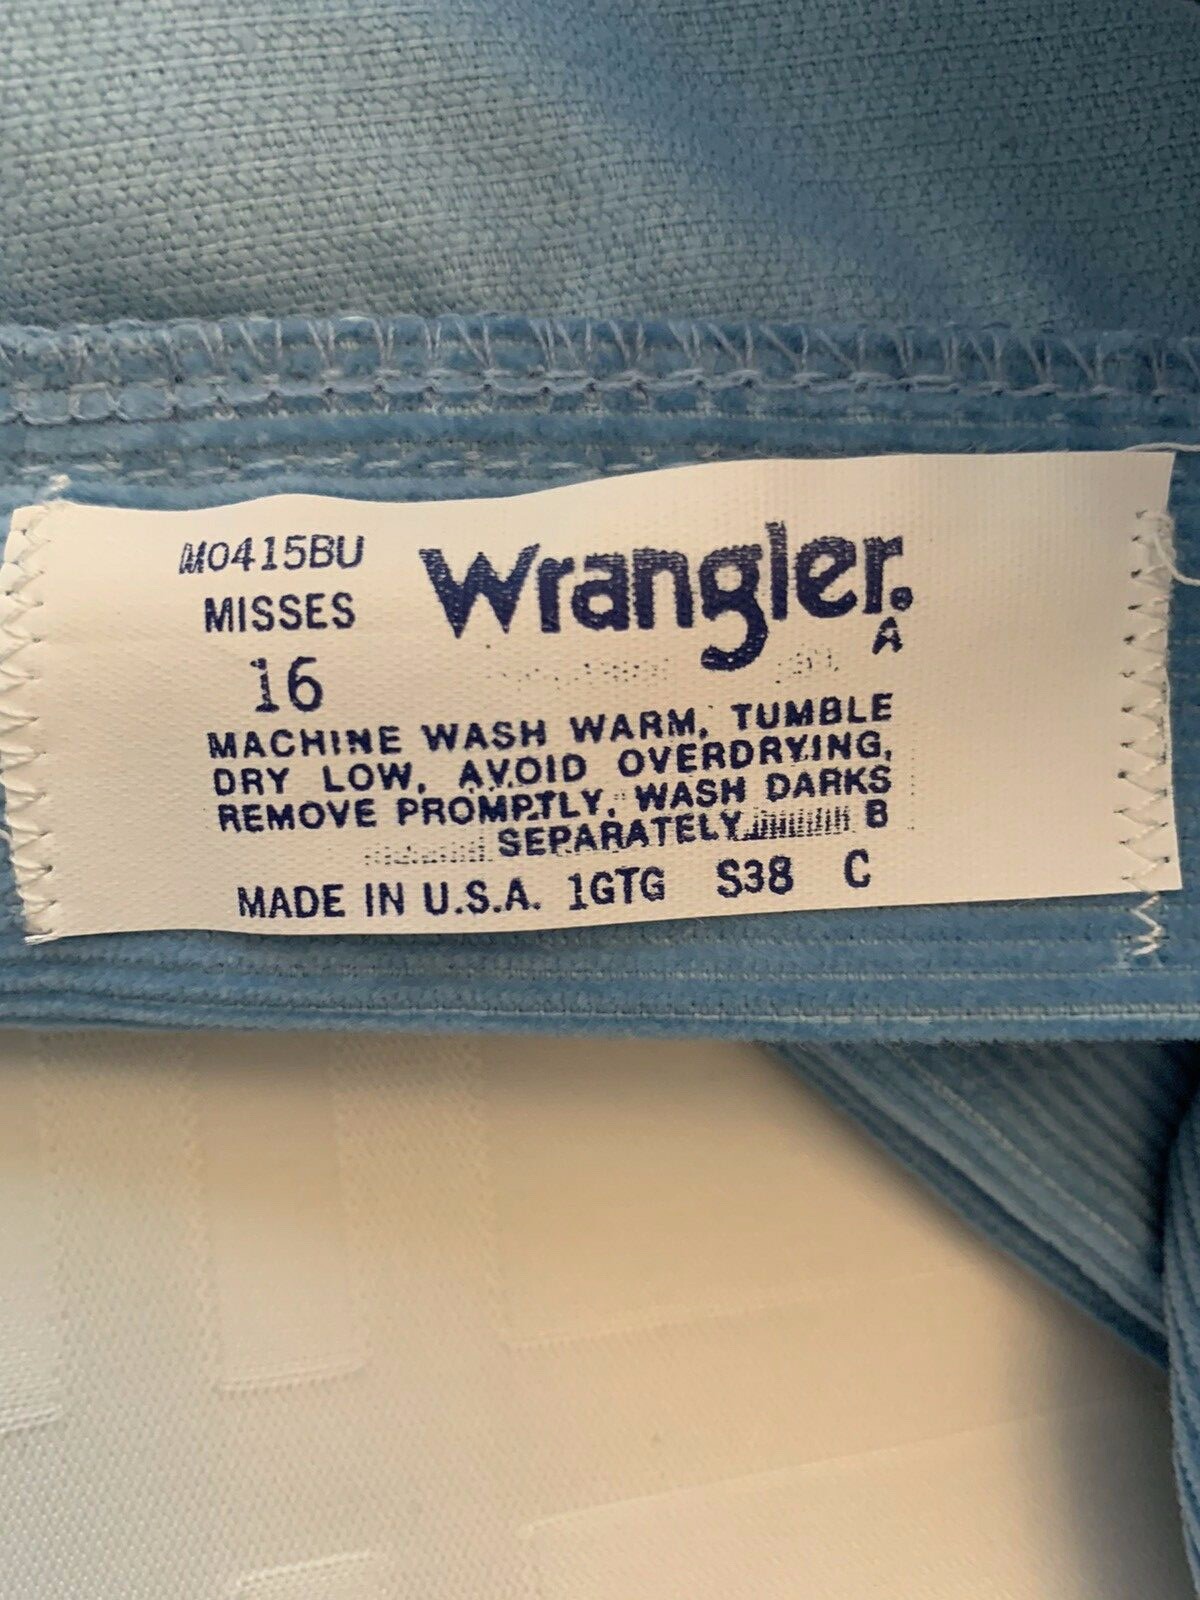 M0415BU
MISSES
16
Wrangler®
A
MACHINE WASH WARM, TUMBLE
DRY LOW, AVOID OVERDRYING,
REMOVE PROMPTLY, WASH DARKS
SEPARATELY B
MADE IN U.S.A. 1GTG S38 C